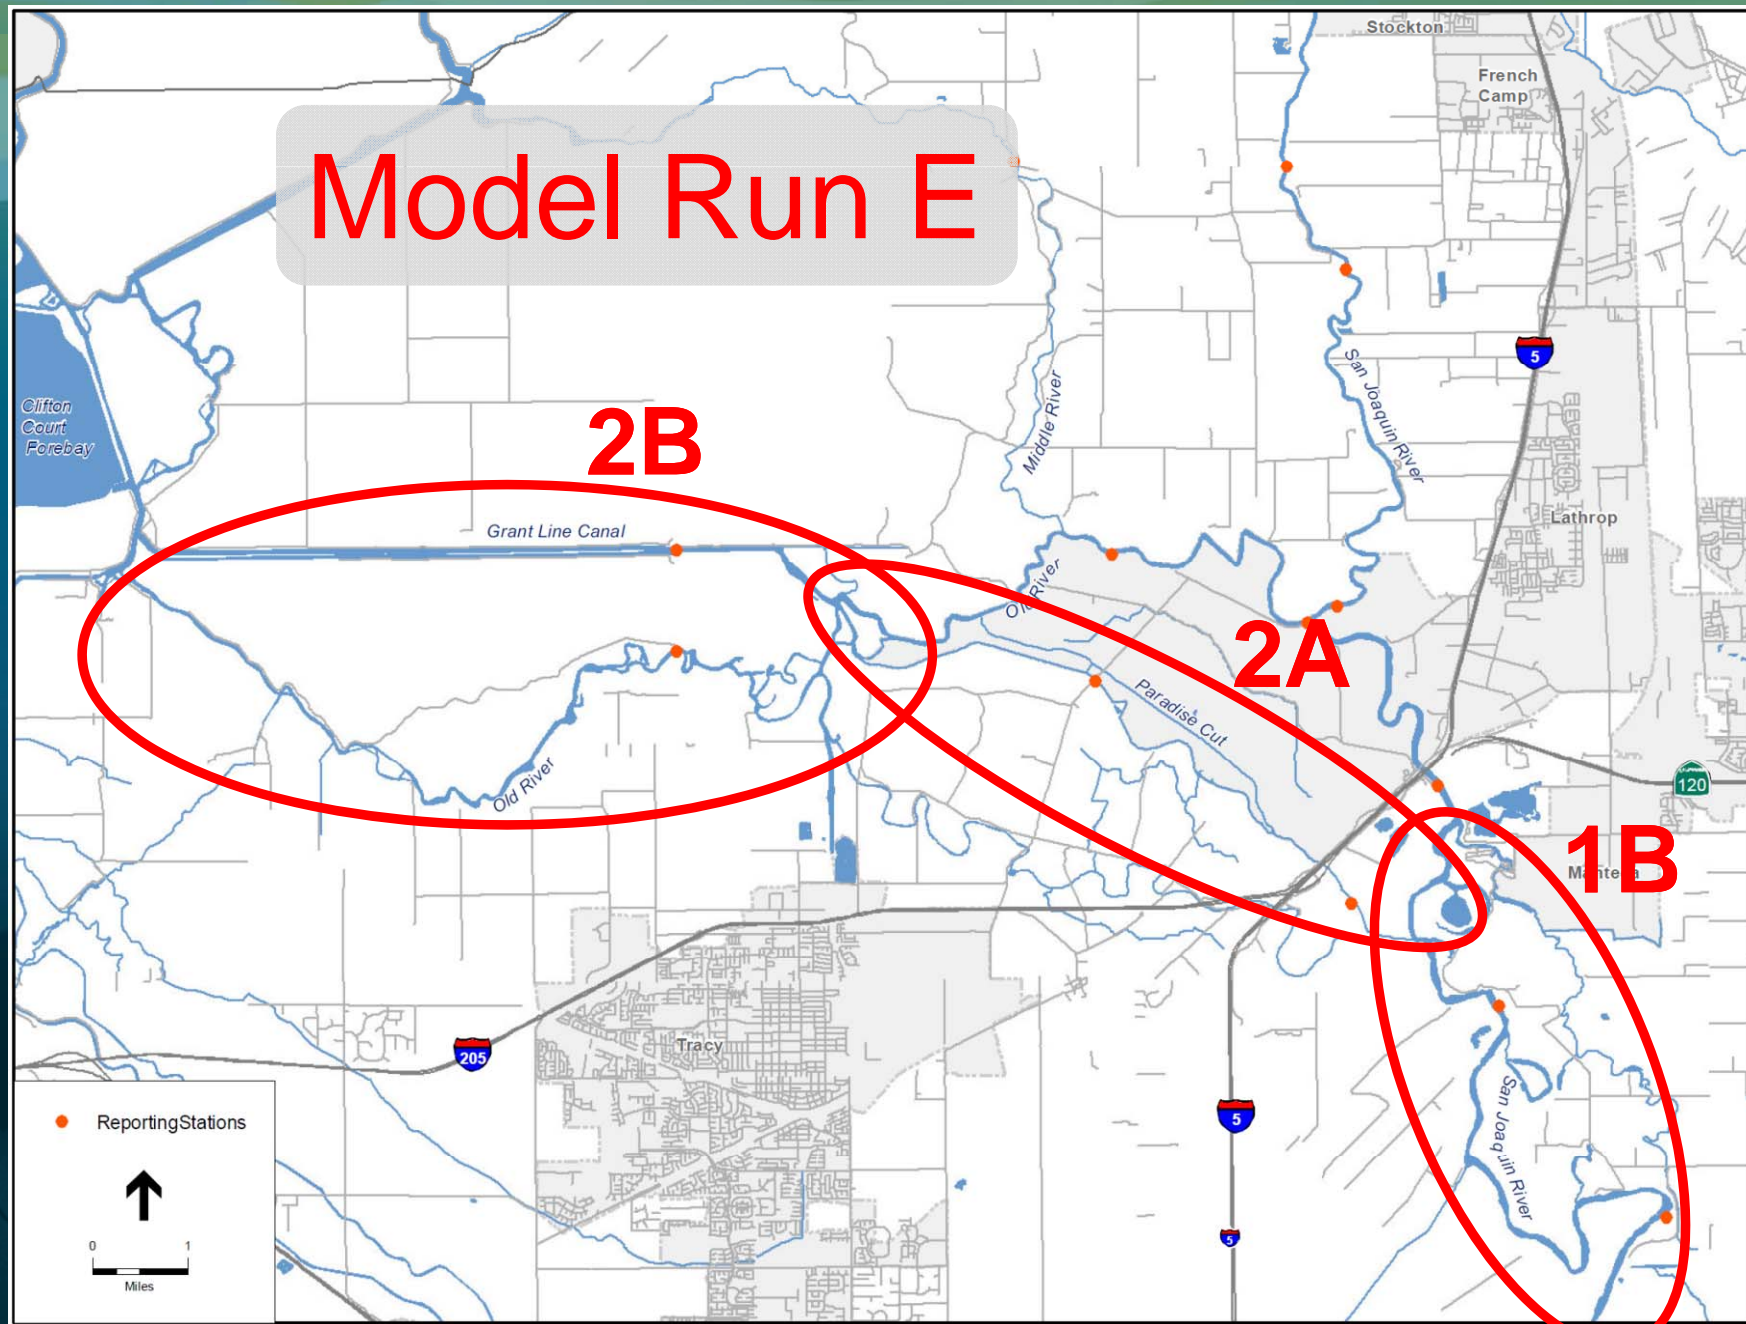 Stockton
French
Camp
Model Run E
5
San Joaquin River
Middle River
Clifton
Court
Forebay
2B
Lathrop
Grant Line Canal
Old River
2A
Paradise Cut
Old River
120
1B
Manteca
Tracy
205
San Joaquin River
5
5
ReportingStations
0 1
Miles